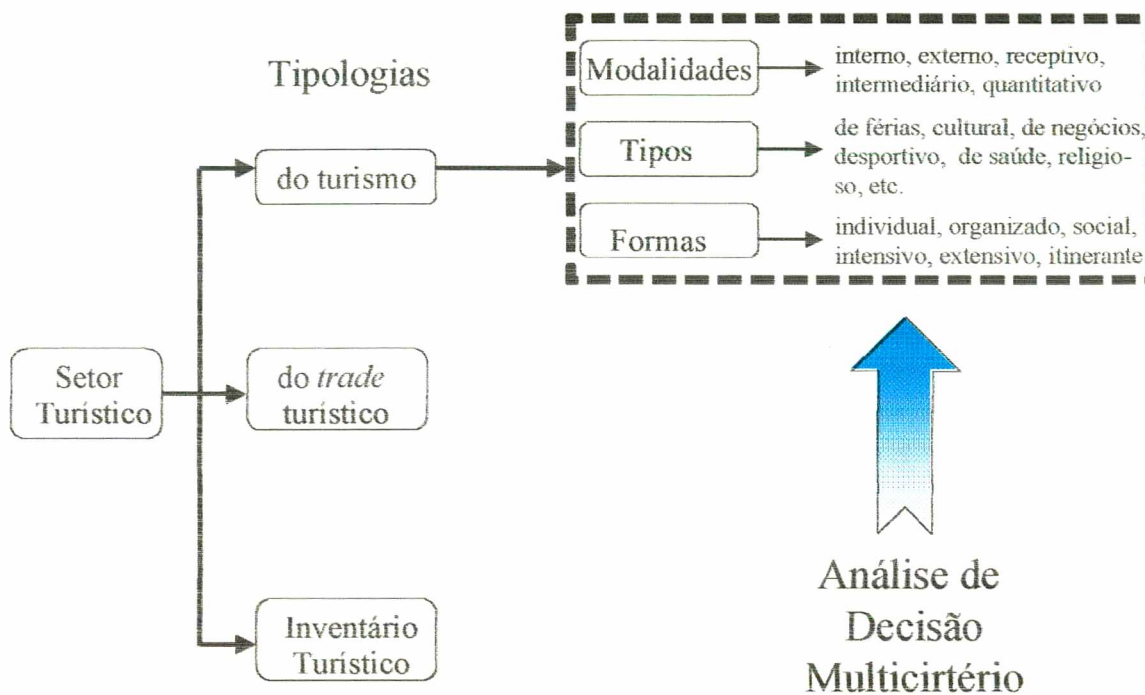 Tipologias
Modalidades
interno, externo, receptivo,
intermediário, quantitativo
do turismo
Tipos
de férias, cultural, de negócios,
desportivo, de saúde, religio-
so, etc.
Formas
individual, organizado, social,
intensivo, extensivo, itinerante
Setor
Turístico
do trade
turístico
Inventário
Turístico
Análise de
Decisão
Multicirtério